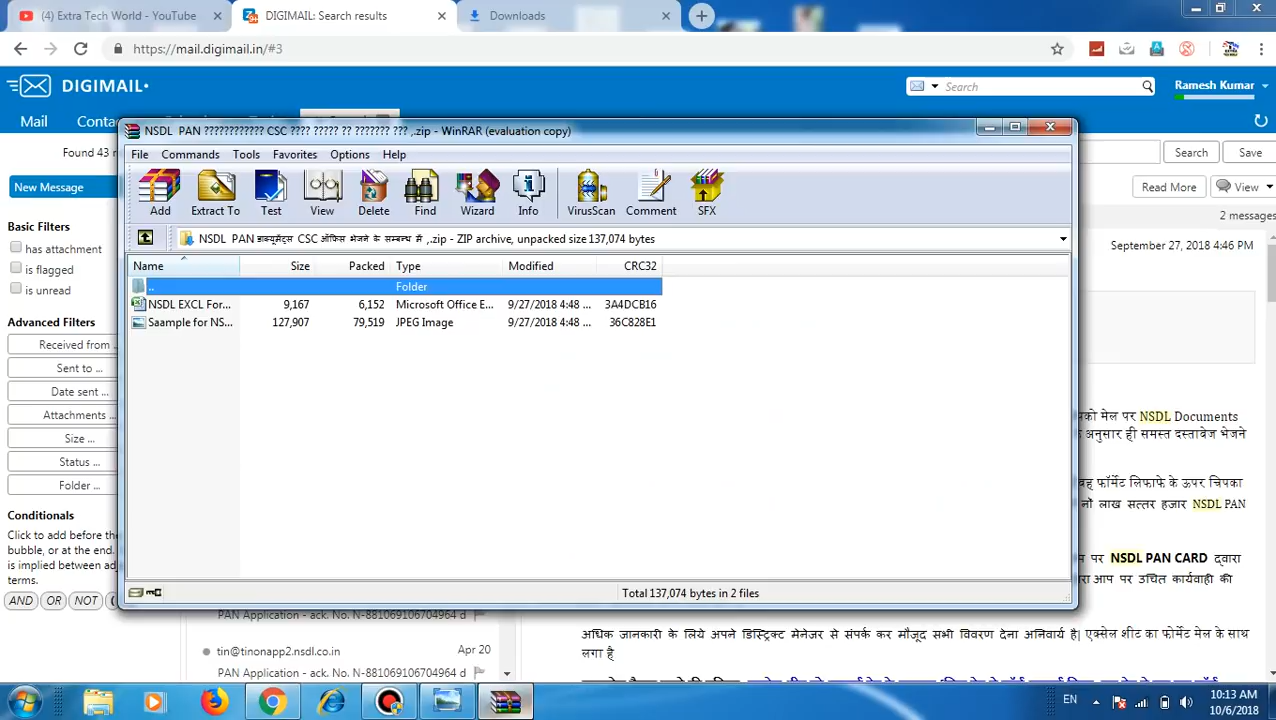 (4) Extra Tech World - YouTube
DIGIMAIL: Search results
Downloads
https://mail.digimail.in/#3
DIGIMAIL
Search
Ramesh Kumar
Mail
Found 43
Search
Save
New Message
Read More
View
2 messages
Basic Filters
has attachment
is flagged
is unread
September 27, 2018 4:46 PM
Advanced Filters
Received from
Sent to ...
Date sent ...
Attachments
Size ...
Status ...
Folder ...
Conditionals
Click to add before the
bubble, or at the end.
is implied between
terms.
AND OR NOT
NSDL PAN ???????????? CSC ???? ????? ?? ??????? ??? ,.zip - WinRAR (evaluation copy)
File Commands Tools Favorites Options Help
Add Extract To Test View Delete Find Wizard Info VirusScan Comment SFX
NSDL PAN डाक्यूमेंट्स CSC ऑफिस भेजने के सम्बन्ध में ,.zip - ZIP archive, unpacked size 137,074 bytes
Name Size Packed Type Modified CRC32
.. Folder
NSDL EXCL For... 9,167 6,152 Microsoft Office E... 9/27/2018 4:48 ... 3A4DCB16
Saample for NS... 127,907 79,519 JPEG Image 9/27/2018 4:48 ... 36C828E1
Total 137,074 bytes in 2 files
मेल पर NSDL Documents
अनुसार ही समस्त दस्तावेज भेजने
फॉर्मेट लिफाफे के ऊपर चिपका
लाख सत्तर हजार NSDL PAN
पर NSDL PAN CARD द्वारा
आप पर उचित कार्यवाही की
अधिक जानकारी के लिये अपने डिस्ट्रिक्ट मेनेजर से संपर्क कर मौजूद सभी विवरण देना अनिवार्य है| एक्सेल शीट का फोर्मेट मेल के साथ
लगा है
PAN Application - ack. No. N-881069106704964 d
tin@tinonapp2.nsdl.co.in Apr 20
PAN Application - ack. No. N-881069106704964 d
EN
10:13 AM
10/6/2018